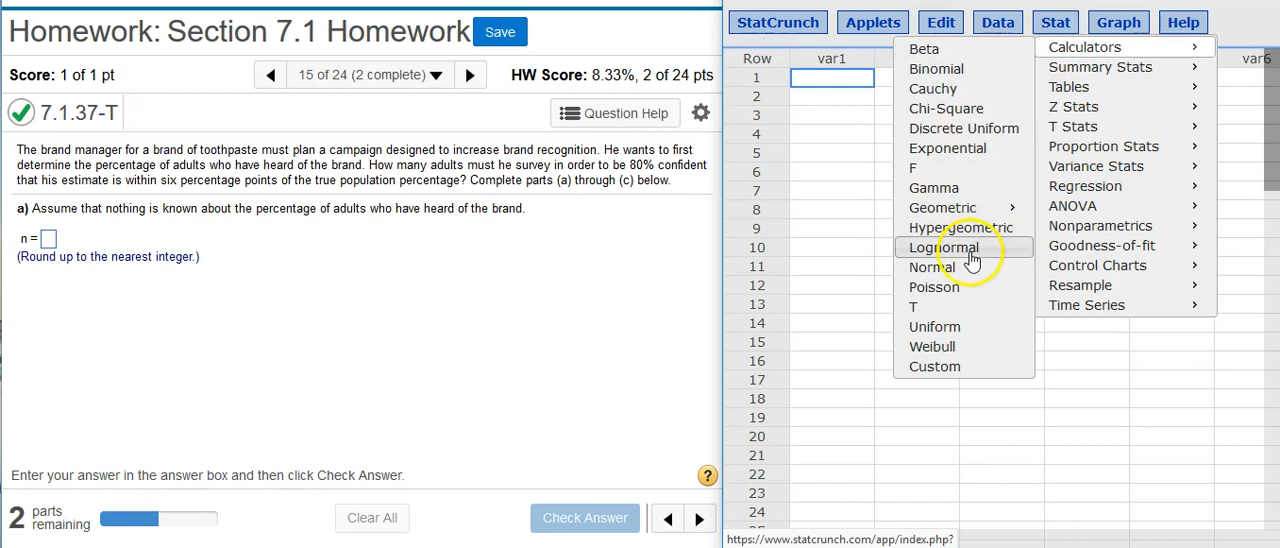 Homework: Section 7.1 Homework
Save
Score: 1 of 1 pt
15 of 24 (2 complete)
HW Score: 8.33%, 2 of 24 pts
7.1.37-T
Question Help
The brand manager for a brand of toothpaste must plan a campaign designed to increase brand recognition. He wants to first
determine the percentage of adults who have heard of the brand. How many adults must he survey in order to be 80% confident
that his estimate is within six percentage points of the true population percentage? Complete parts (a) through (c) below.
a) Assume that nothing is known about the percentage of adults who have heard of the brand.
n =
(Round up to the nearest integer.)
Enter your answer in the answer box and then click Check Answer.
?
2 parts
remaining
Clear All
Check Answer
StatCrunch
Applets
Edit
Data
Stat
Graph
Help
Row
var1
var6
1
2
3
4
5
6
7
8
9
10
11
12
13
14
15
16
17
18
19
20
21
22
23
24
Beta
Binomial
Cauchy
Chi-Square
Discrete Uniform
Exponential
F
Gamma
Geometric
Hypergeometric
Lognormal
Normal
Poisson
T
Uniform
Weibull
Custom
Calculators
Summary Stats
Tables
Z Stats
T Stats
Proportion Stats
Variance Stats
Regression
ANOVA
Nonparametrics
Goodness-of-fit
Control Charts
Resample
Time Series
https://www.statcrunch.com/app/index.php?